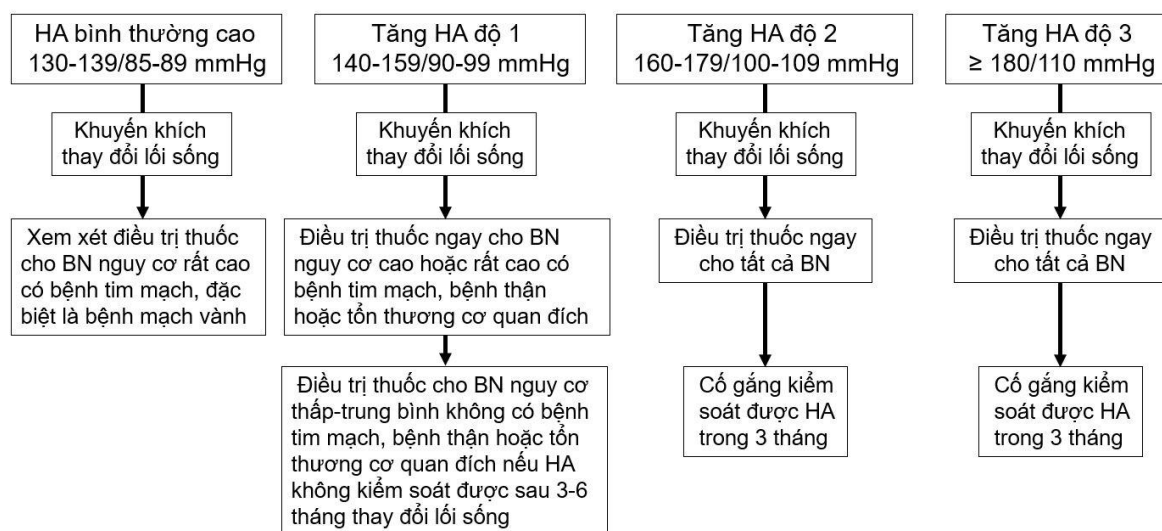 HA bình thường cao
130-139/85-89 mmHg
Khuyến khích
thay đổi lối sống
Xem xét điều trị thuốc
cho BN nguy cơ rất cao
có bệnh tim mạch, đặc
biệt là bệnh mạch vành
Tăng HA độ 1
140-159/90-99 mmHg
Khuyến khích
thay đổi lối sống
Điều trị thuốc ngay cho BN
nguy cơ cao hoặc rất cao có
bệnh tim mạch, bệnh thận
hoặc tổn thương cơ quan đích
Điều trị thuốc cho BN nguy cơ
thấp-trung bình không có bệnh
tim mạch, bệnh thận hoặc tổn
thương cơ quan đích nếu HA
không kiểm soát được sau 3-6
tháng thay đổi lối sống
Tăng HA độ 2
160-179/100-109 mmHg
Khuyến khích
thay đổi lối sống
Điều trị thuốc ngay
cho tất cả BN
Cố gắng kiểm
soát được HA
trong 3 tháng
Tăng HA độ 3
≥ 180/110 mmHg
Khuyến khích
thay đổi lối sống
Điều trị thuốc ngay
cho tất cả BN
Cố gắng kiểm
soát được HA
trong 3 tháng